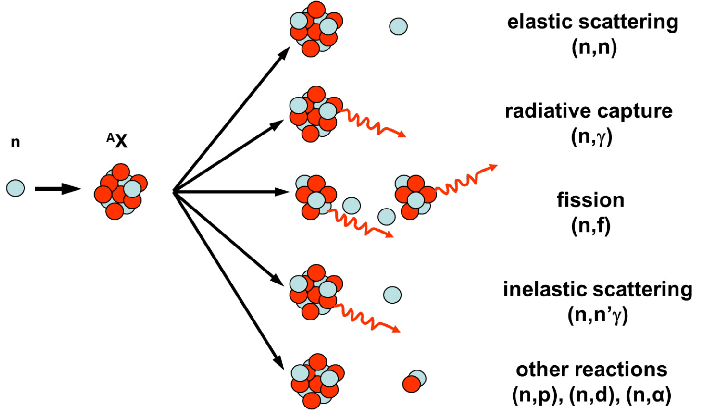 elastic scattering
(n,n)
radiative capture
(n,γ)
n
ᴬX
fission
(n,f)
inelastic scattering
(n,n’γ)
other reactions
(n,p), (n,d), (n,α)